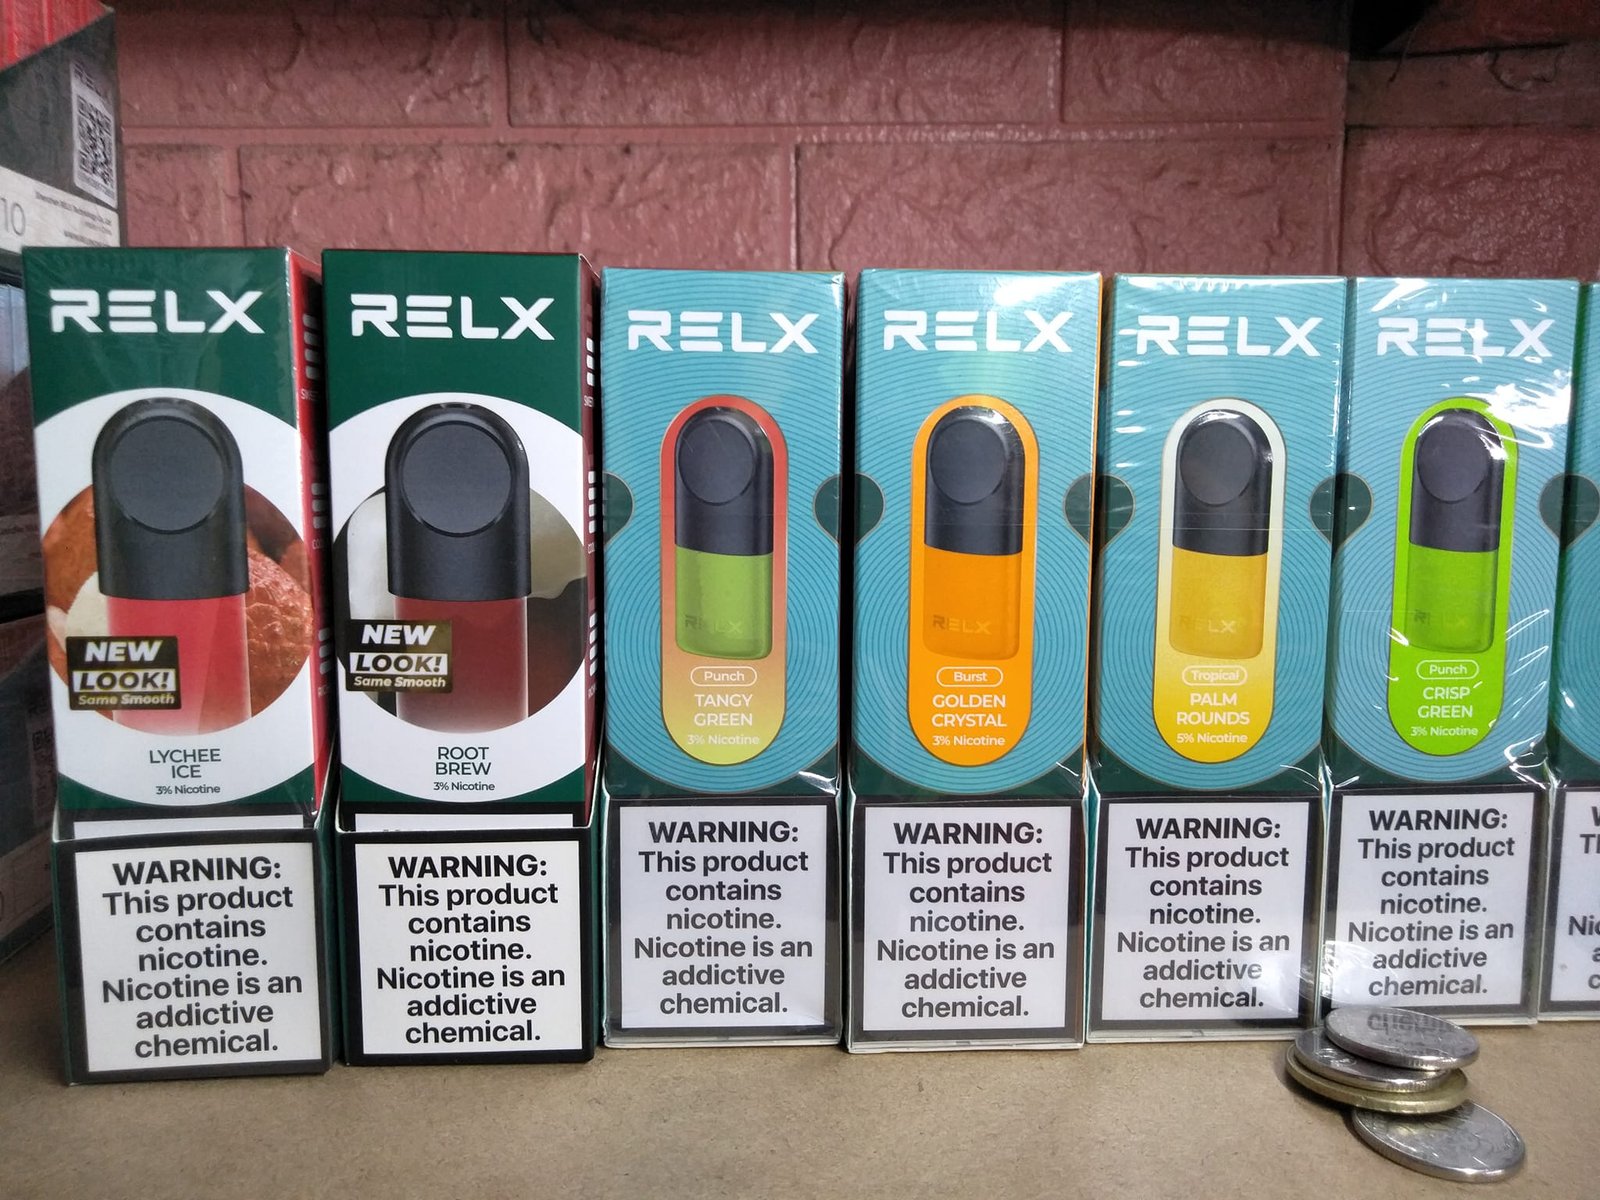 10
RELX
NEW
LOOK!
Same Smooth
LYCHEE
ICE
3% Nicotine
WARNING:
This product
contains
nicotine.
Nicotine is an
addictive
chemical.
RELX
NEW
LOOK!
Same Smooth
ROOT
BREW
3% Nicotine
WARNING:
This product
contains
nicotine.
Nicotine is an
addictive
chemical.
RELX
RELX
Punch
TANGY
GREEN
3% Nicotine
WARNING:
This product
contains
nicotine.
Nicotine is an
addictive
chemical.
RELX
RELX
Burst
GOLDEN
CRYSTAL
3% Nicotine
WARNING:
This product
contains
nicotine.
Nicotine is an
addictive
chemical.
RELX
RELX
Tropical
PALM
ROUNDS
5% Nicotine
WARNING:
This product
contains
nicotine.
Nicotine is an
addictive
chemical.
RELX
RELX
Punch
CRISP
GREEN
3% Nicotine
WARNING:
This product
contains
nicotine.
Nicotine is an
addictive
chemical.